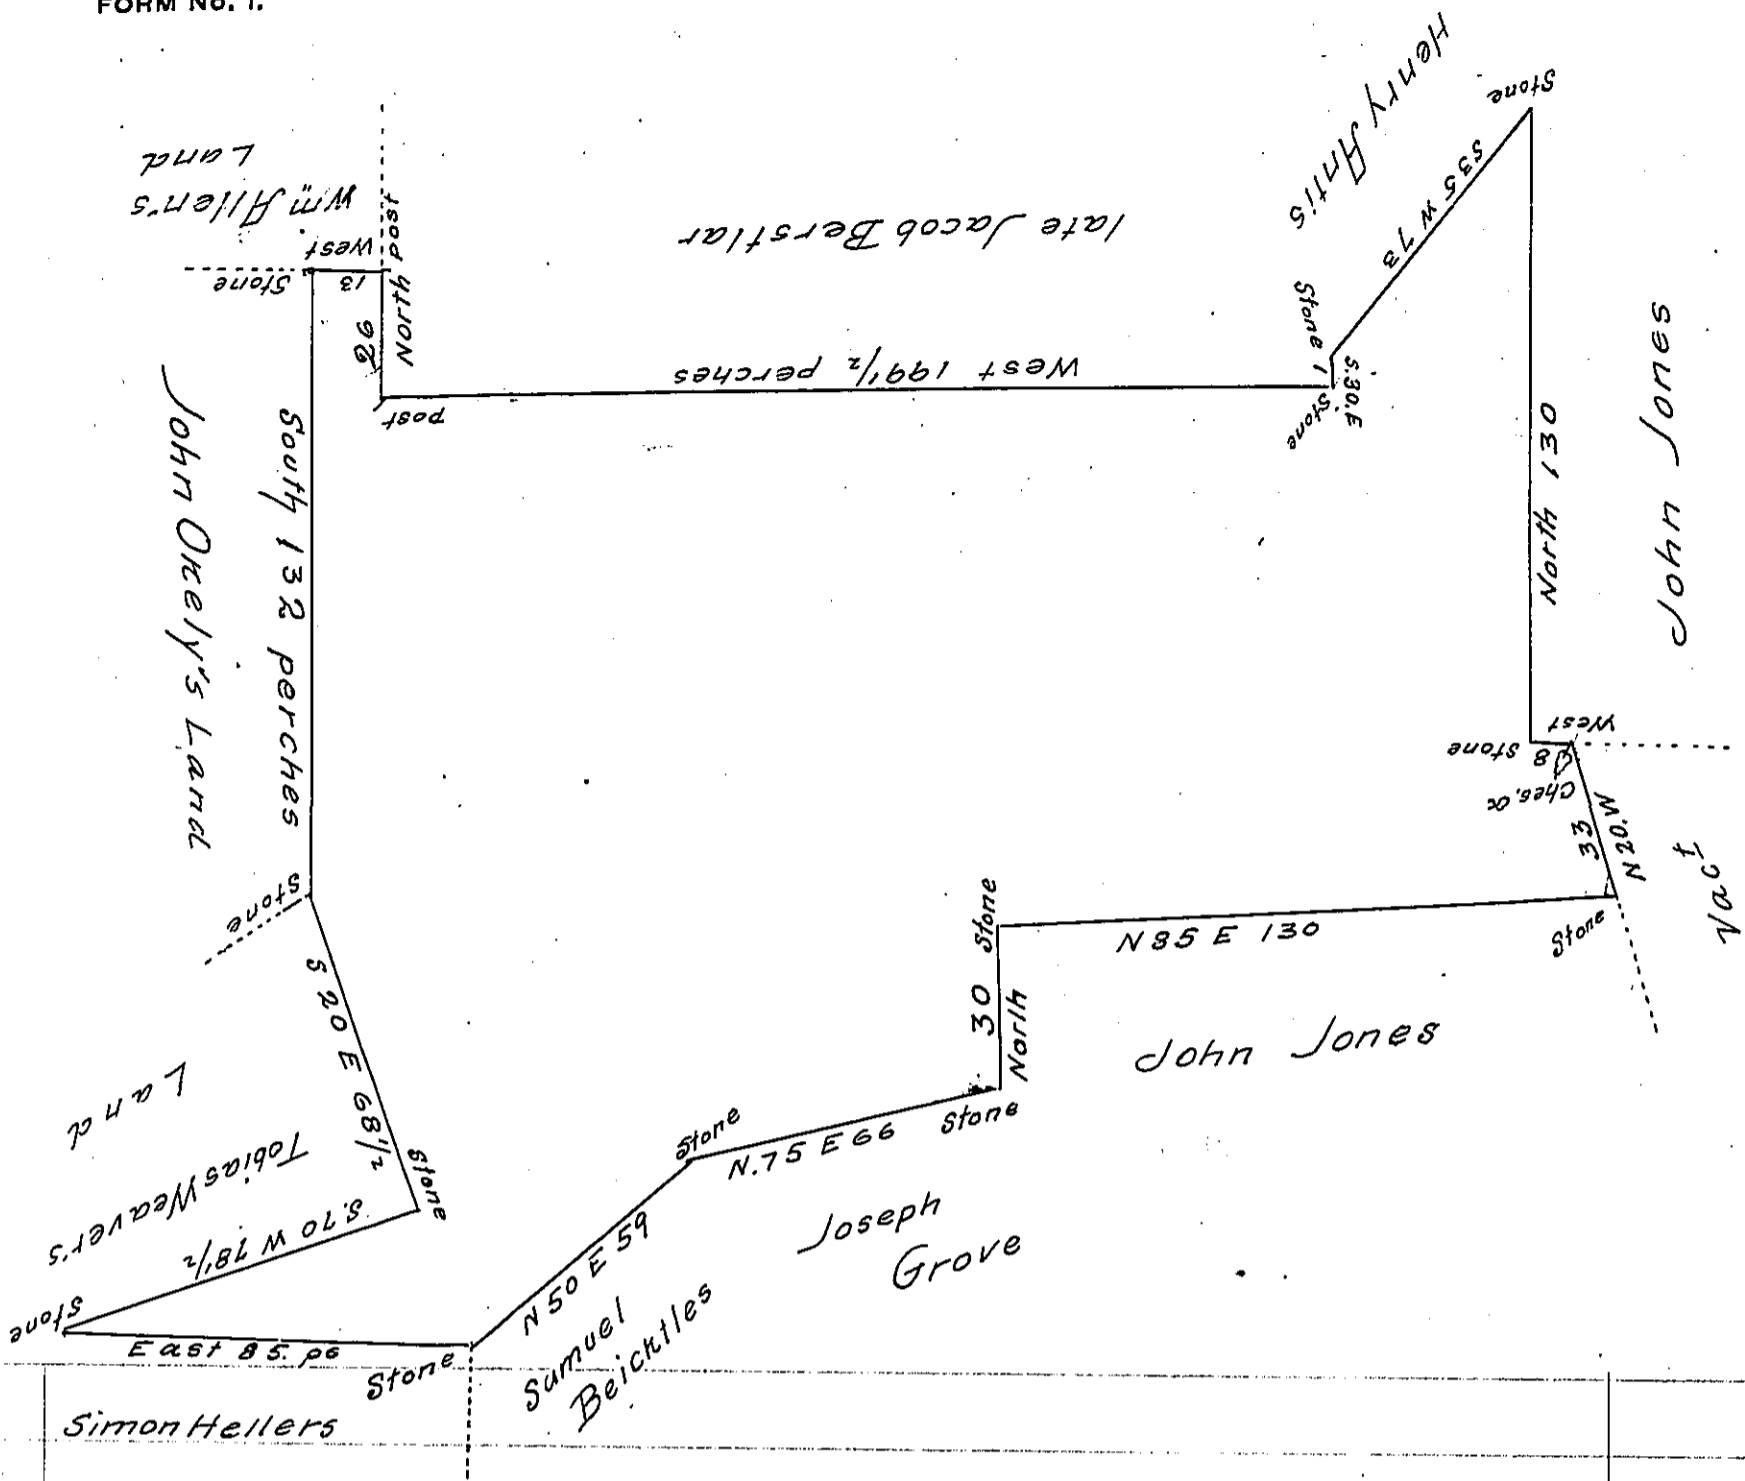 FORM No. 1.
Wm Allen's
Land
West
13
Stone
North post
26
post
late Jacob Berstlar
West 199½ perches
Henry Antis
Stone
S35 W 73
Stone 1
S.30.E
Stone
North 130
John Jones
West
8 Stone
Ches. o
33
N20.W
Vact
Stone
N85 E 130
John Jones
Stone
30
North
Stone
N.75 E 66
Joseph
Grove
Stone
N 50 E 59
Samuel
Beicktles
Stone
East 85. ps
Simon Hellers
Stone
S.70 W 78½
Tobias Weaver's
Land
Stone
S 20 E 68½
Stone
South 132 perches
John Okely's Land